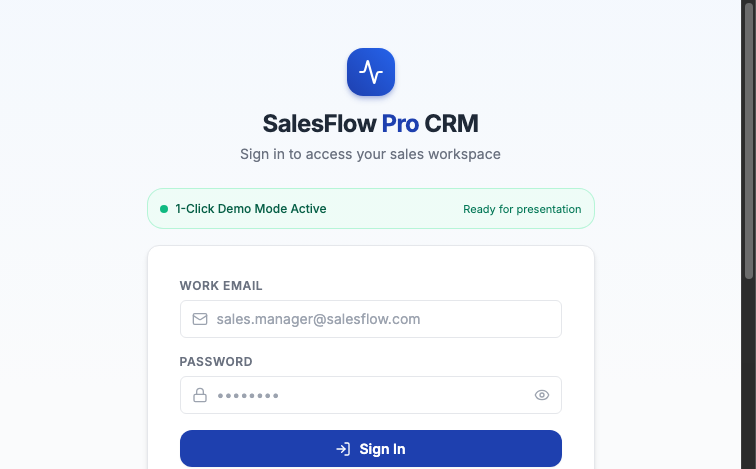 SalesFlow Pro CRM
Sign in to access your sales workspace
1-Click Demo Mode Active
Ready for presentation
WORK EMAIL
sales.manager@salesflow.com
PASSWORD
••••••••
Sign In